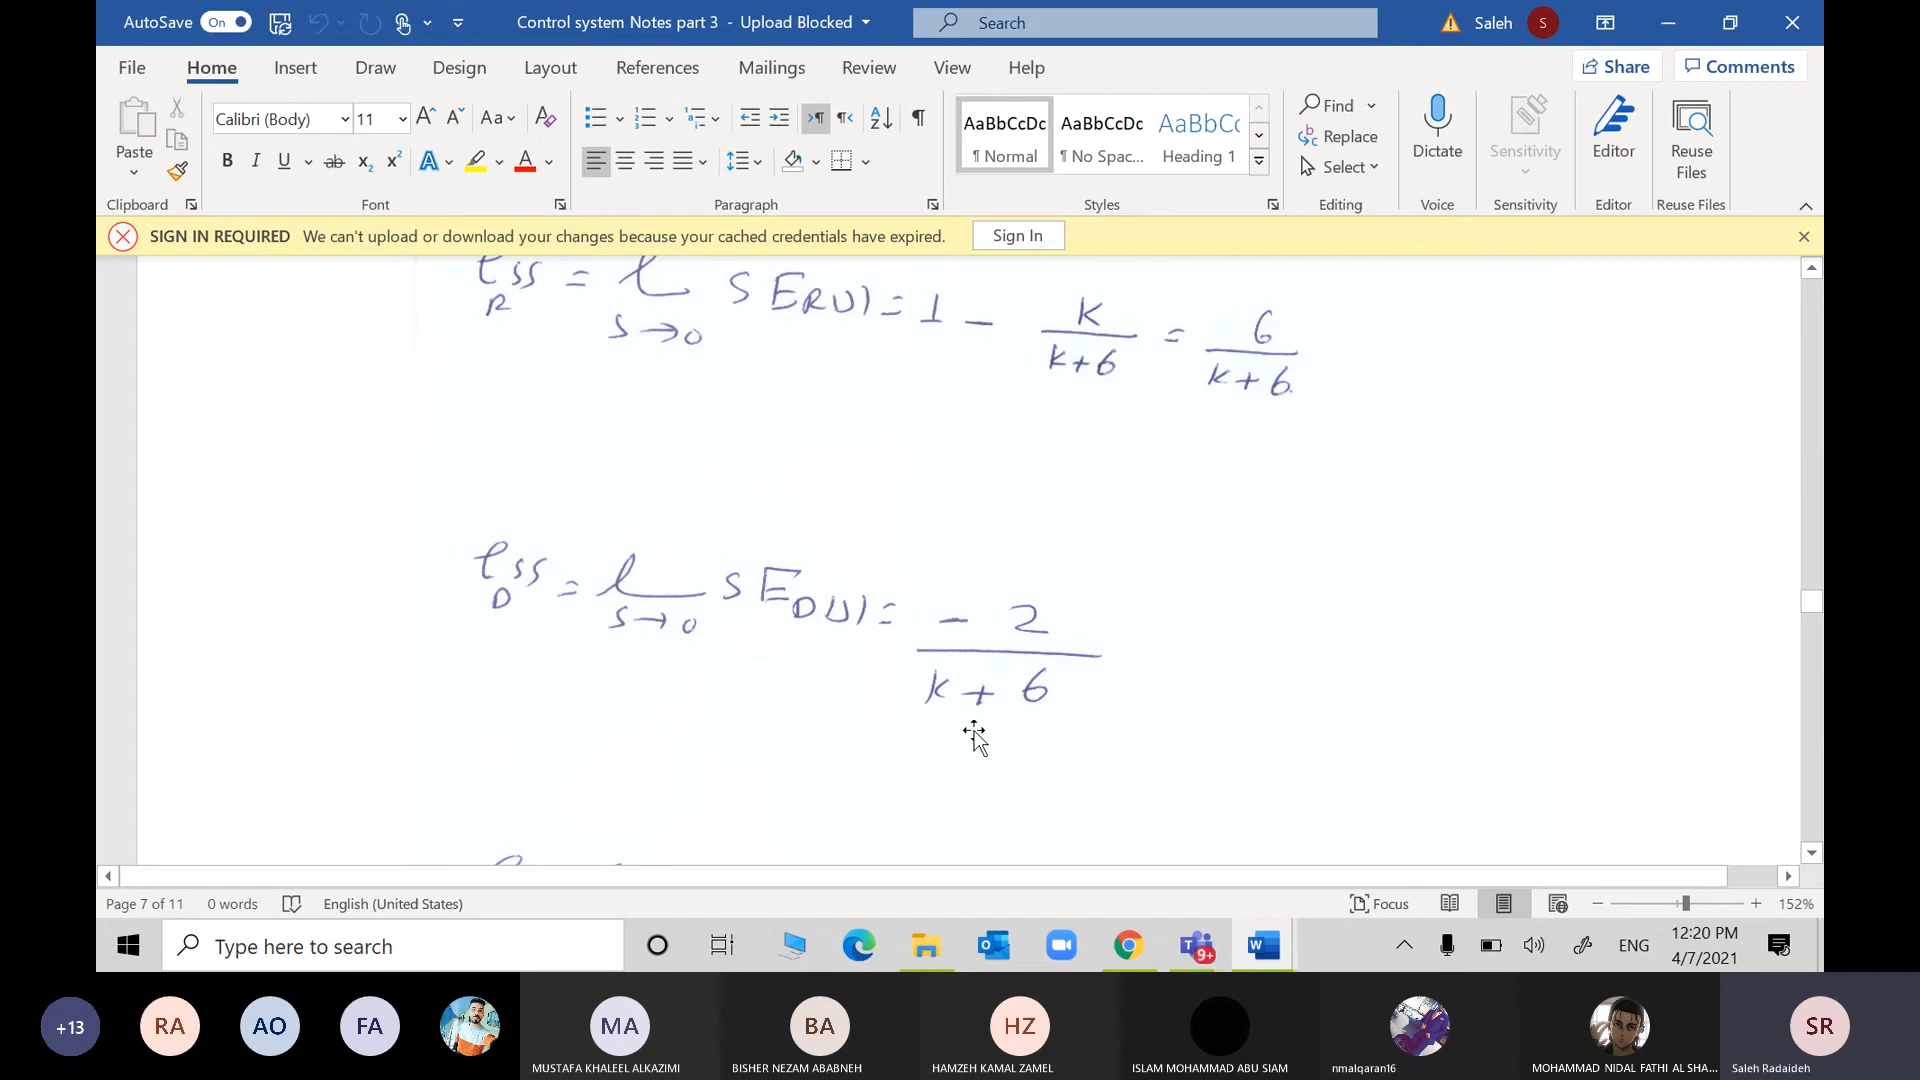 AutoSave On Control system Notes part 3 - Upload Blocked Search Saleh S
File Home Insert Draw Design Layout References Mailings Review View Help Share Comments
Calibri (Body) 11 Aa AaBbCcDc AaBbCcDc AaBbCc Find
Paste B I U ab x₂ x² A A ¶ Normal ¶ No Spac... Heading 1 Replace Select Dictate Sensitivity Editor Reuse Files
Clipboard Font Paragraph Styles Editing Voice Sensitivity Editor Reuse Files
SIGN IN REQUIRED We can't upload or download your changes because your cached credentials have expired. Sign In
ess = l S ER(s) = 1 - K = 6
R S→0 K+6 K+6
ess = l S ED(s) = - 2
D S→0 K + 6
Page 7 of 11 0 words English (United States) Focus 152%
Type here to search 9+ ENG 12:20 PM
4/7/2021
+13 RA AO FA MA BA HZ SR
MUSTAFA KHALEEL ALKAZIMI BISHER NEZAM ABABNEH HAMZEH KAMAL ZAMEL ISLAM MOHAMMAD ABU SIAM nmalqaran16 MOHAMMAD NIDAL FATHI AL SHA... Saleh Radaideh